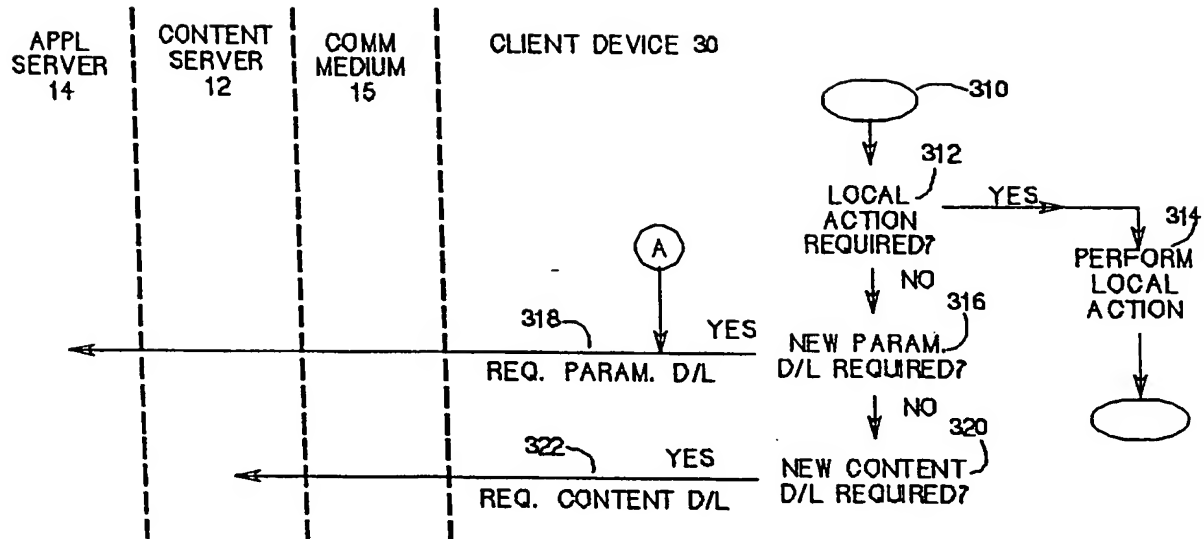 APPL
SERVER
14
CONTENT
SERVER
12
COMM
MEDIUM
15
CLIENT DEVICE 30
310
312
LOCAL
ACTION
REQUIRED?
YES
314
PERFORM
LOCAL
ACTION
A
NO
316
318
YES
NEW PARAM.
D/L REQUIRED?
REQ. PARAM. D/L
NO
320
322
YES
NEW CONTENT
D/L REQUIRED?
REQ. CONTENT D/L